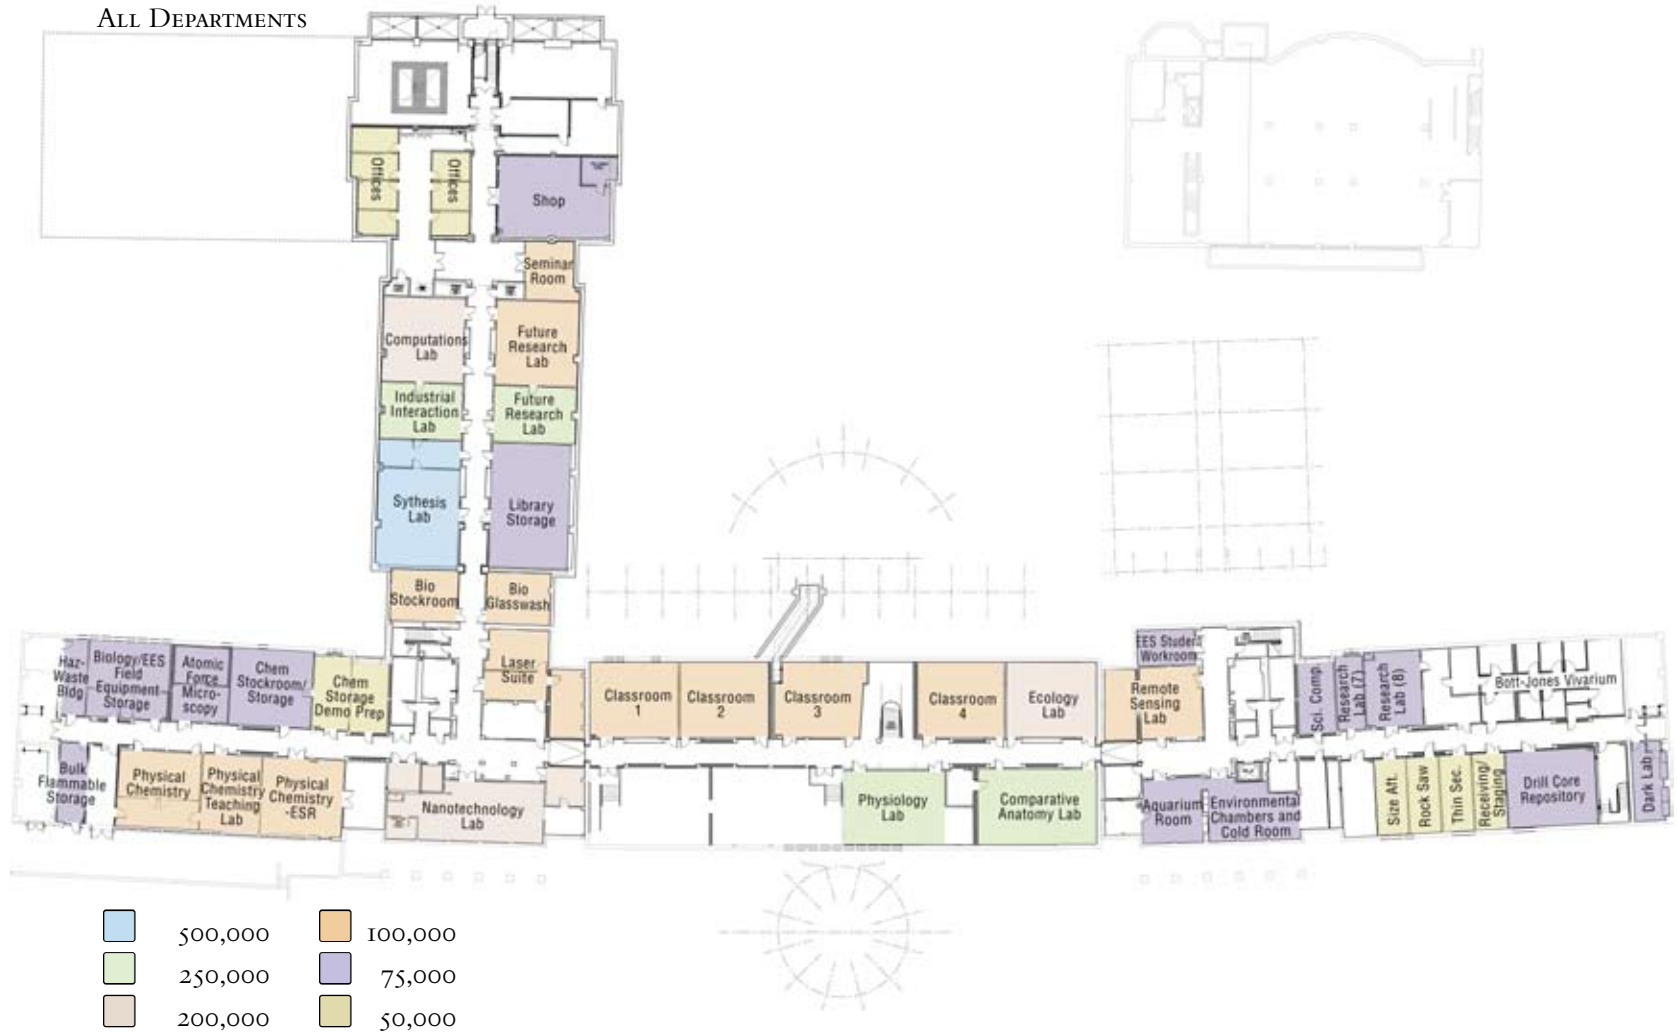 ALL DEPARTMENTS
Offices
Offices
Shop
Seminar
Room
Computations
Lab
Future
Research
Lab
Industrial
Interaction
Lab
Future
Research
Lab
Sythesis
Lab
Library
Storage
Bio
Stockroom
Bio
Glasswash
Laser
Suite
Haz-
Waste
Bldg
Biology/EES
Field
Equipment
Storage
Atomic
Force
Micro-
scopy
Chem
Stockroom/
Storage
Chem
Storage
Demo Prep
Classroom
1
Classroom
2
Classroom
3
Classroom
4
Ecology
Lab
EES Student
Workroom
Remote
Sensing
Lab
Sci. Comp.
Research
Lab (7)
Research
Lab (8)
Bott-Jones Vivarium
Bulk
Flammable
Storage
Physical
Chemistry
Physical
Chemistry
Teaching
Lab
Physical
Chemistry
-ESR
Nanotechnology
Lab
Physiology
Lab
Comparative
Anatomy Lab
Aquarium
Room
Environmental
Chambers and
Cold Room
Size Aft.
Rock Saw
Thin Sec.
Receiving/
Staging
Drill Core
Repository
Dark Lab
500,000
100,000
250,000
75,000
200,000
50,000